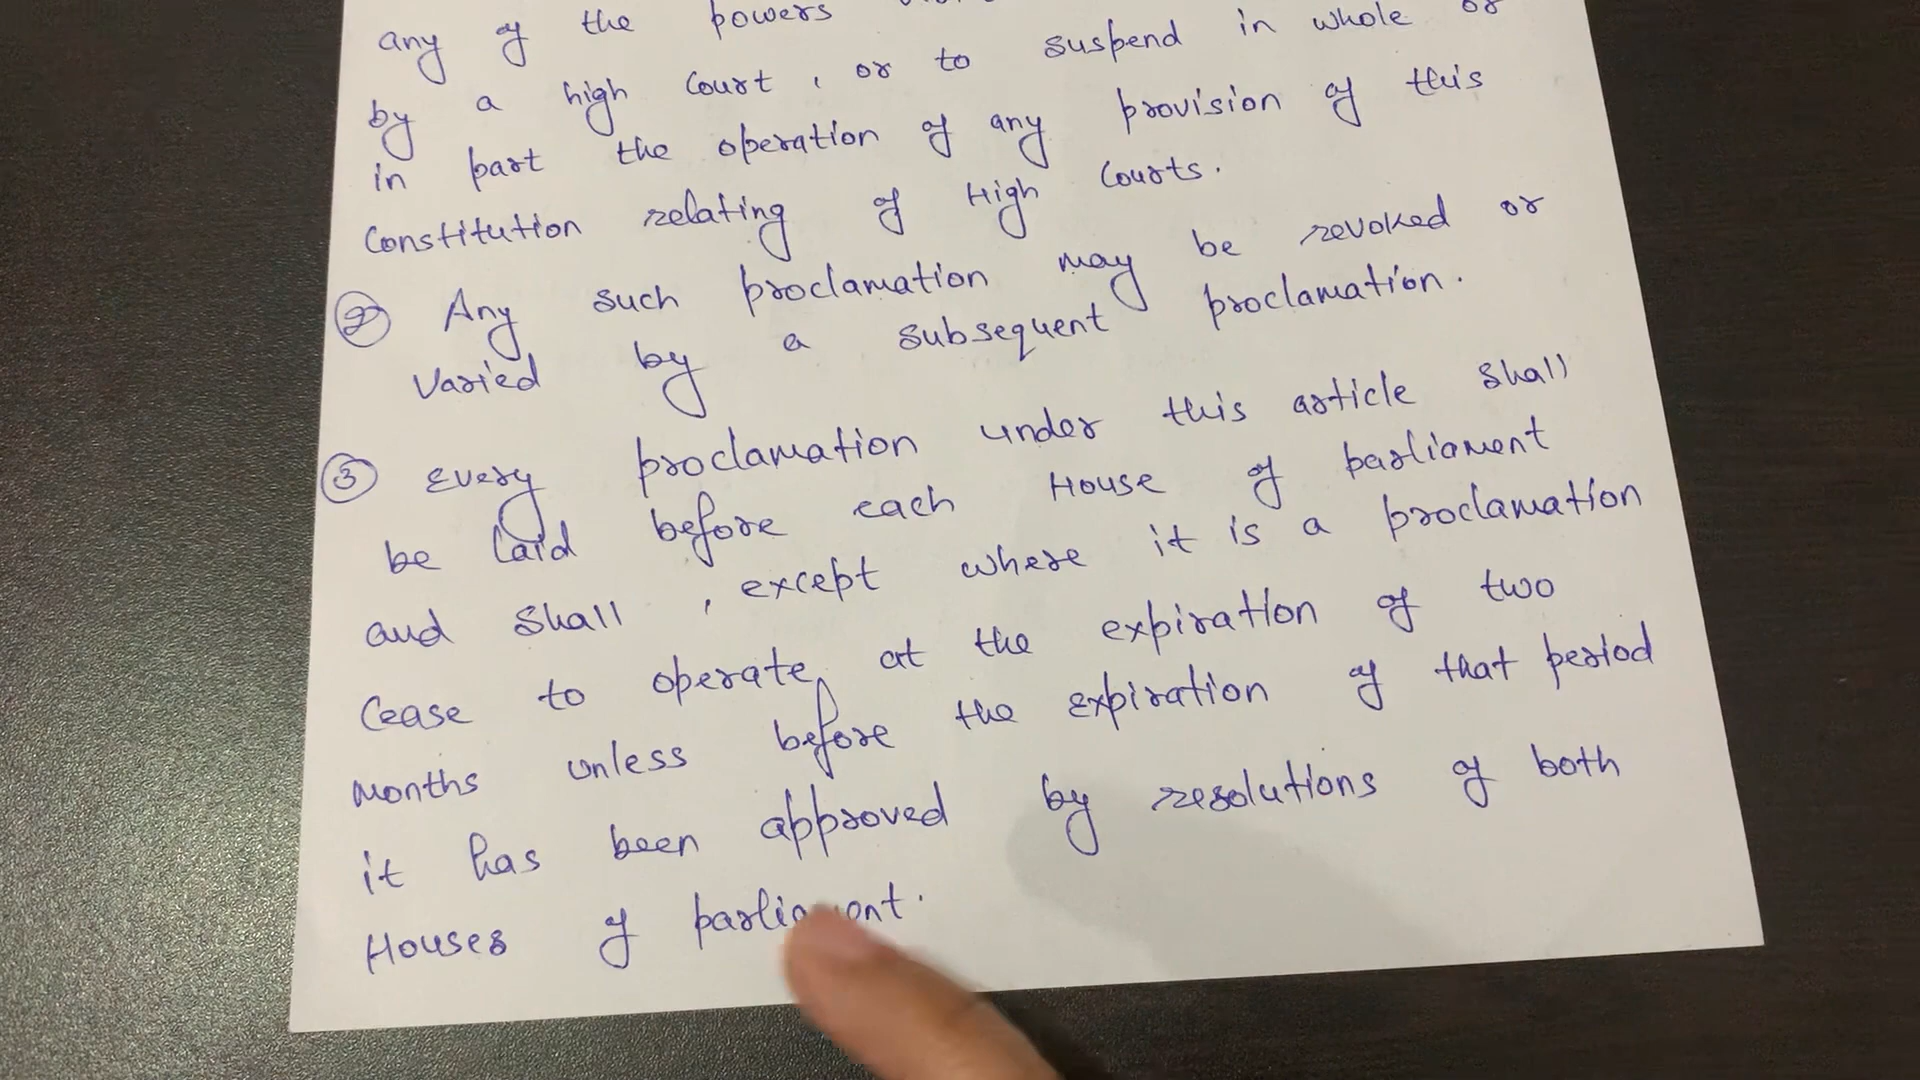 any of the powers
by a high Court, or to suspend in whole or
in part the operation of any provision of this
Constitution relating of High Courts.
② Any such proclamation may be revoked or
Varied by a subsequent proclamation.
③ Every proclamation under this article shall
be laid before each House of parliament
and shall, except where it is a proclamation
Cease to operate, at the expiration of two
months unless before the expiration of that period
it has been approved by resolutions of both
Houses of parliament.